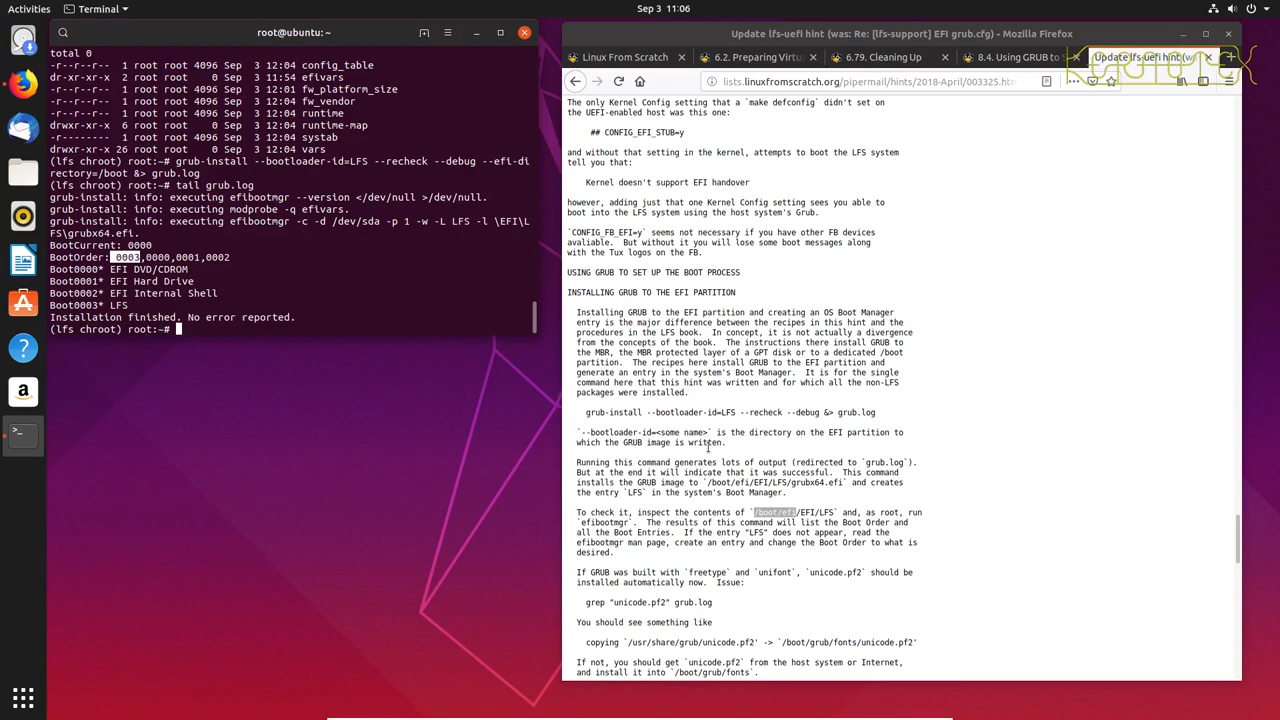 Activities
Terminal
Sep 3 11:06
root@ubuntu: ~
total 0
-r--r--r-- 1 root root 4096 Sep 3 12:04 config_table
dr-xr-xr-x 2 root root 0 Sep 3 11:54 efivars
-r--r--r-- 1 root root 4096 Sep 3 12:01 fw_platform_size
-r--r--r-- 1 root root 4096 Sep 3 12:04 fw_vendor
-r--r--r-- 1 root root 4096 Sep 3 12:04 runtime
drwxr-xr-x 6 root root 0 Sep 3 12:04 runtime-map
-r-------- 1 root root 4096 Sep 3 12:04 systab
drwxr-xr-x 26 root root 0 Sep 3 12:04 vars
(lfs chroot) root:~# grub-install --bootloader-id=LFS --recheck --debug --efi-di
rectory=/boot &> grub.log
(lfs chroot) root:~# tail grub.log
grub-install: info: executing efibootmgr --version </dev/null >/dev/null.
grub-install: info: executing modprobe -q efivars.
grub-install: info: executing efibootmgr -c -d /dev/sda -p 1 -w -L LFS -l \EFI\L
FS\grubx64.efi.
BootCurrent: 0000
BootOrder: 0003,0000,0001,0002
Boot0000* EFI DVD/CDROM
Boot0001* EFI Hard Drive
Boot0002* EFI Internal Shell
Boot0003* LFS
Installation finished. No error reported.
(lfs chroot) root:~#
Update lfs-uefi hint (was: Re: [lfs-support] EFI grub.cfg) - Mozilla Firefox
Linux From Scratch
6.2. Preparing Virtu
6.79. Cleaning Up
8.4. Using GRUB to S
Update lfs-uefi hint (wa
lists.linuxfromscratch.org/pipermail/hints/2018-April/003325.htm
The only Kernel Config setting that a `make defconfig` didn't set on
the UEFI-enabled host was this one:
## CONFIG_EFI_STUB=y
and without that setting in the kernel, attempts to boot the LFS system
tell you that:
Kernel doesn't support EFI handover
however, adding just that one Kernel Config setting sees you able to
boot into the LFS system using the host system's Grub.
`CONFIG_FB_EFI=y` seems not necessary if you have other FB devices
avaliable. But without it you will lose some boot messages along
with the Tux logos on the FB.
USING GRUB TO SET UP THE BOOT PROCESS
INSTALLING GRUB TO THE EFI PARTITION
Installing GRUB to the EFI partition and creating an OS Boot Manager
entry is the major difference between the recipes in this hint and the
procedures in the LFS book. In concept, it is not actually a divergence
from the concepts of the book. The instructions there install GRUB to
the MBR, the MBR protected layer of a GPT disk or to a dedicated /boot
partition. The recipes here install GRUB to the EFI partition and
generate an entry in the system's Boot Manager. It is for the single
command here that this hint was written and for which all the non-LFS
packages were installed.
grub-install --bootloader-id=LFS --recheck --debug &> grub.log
`--bootloader-id=<some name>` is the directory on the EFI partition to
which the GRUB image is written.
Running this command generates lots of output (redirected to `grub.log`).
But at the end it will indicate that it was successful. This command
installs the GRUB image to `/boot/efi/EFI/LFS/grubx64.efi` and creates
the entry `LFS` in the system's Boot Manager.
To check it, inspect the contents of `/boot/efi/EFI/LFS` and, as root, run
`efibootmgr`. The results of this command will list the Boot Order and
all the Boot Entries. If the entry "LFS" does not appear, read the
efibootmgr man page, create an entry and change the Boot Order to what is
desired.
If GRUB was built with `freetype` and `unifont`, `unicode.pf2` should be
installed automatically now. Issue:
grep "unicode.pf2" grub.log
You should see something like
copying `/usr/share/grub/unicode.pf2' -> `/boot/grub/fonts/unicode.pf2'
If not, you should get `unicode.pf2` from the host system or Internet,
and install it into `/boot/grub/fonts`.